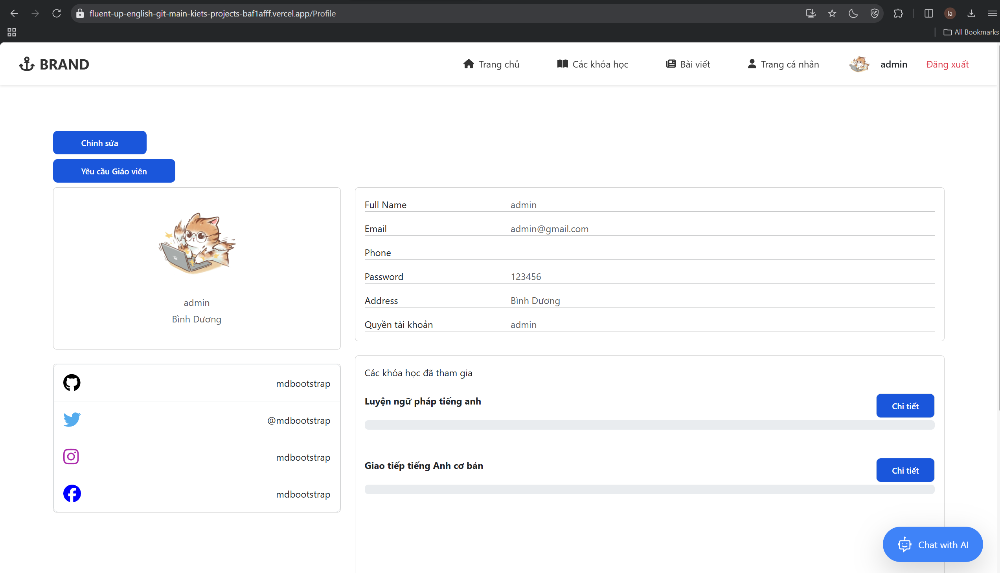 fluent-up-english-git-main-kiets-projects-baf1afff.vercel.app/Profile
la
All Bookmarks
BRAND
Trang chủ
Các khóa học
Bài viết
Trang cá nhân
admin
Đăng xuất
Chỉnh sửa
Yêu cầu Giáo viên
admin
Bình Dương
Full Name admin
Email admin@gmail.com
Phone
Password 123456
Address Bình Dương
Quyền tài khoản admin
mdbootstrap
@mdbootstrap
mdbootstrap
mdbootstrap
Các khóa học đã tham gia
Luyện ngữ pháp tiếng anh
Chi tiết
Giao tiếp tiếng Anh cơ bản
Chi tiết
Chat with AI